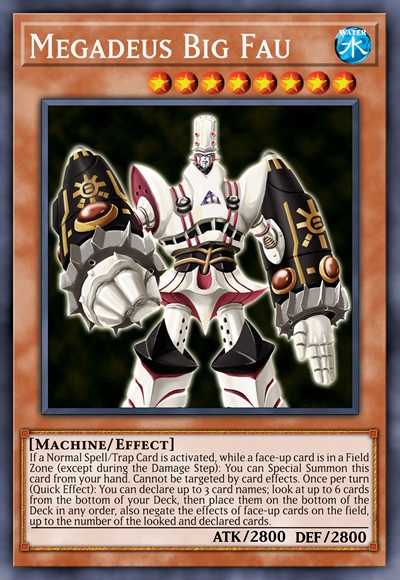 Megadeus Big Fau
WATER
水
[Machine/Effect]
If a Normal Spell/Trap Card is activated, while a face-up card is in a Field
Zone (except during the Damage Step): You can Special Summon this
card from your hand. Cannot be targeted by card effects. Once per turn
(Quick Effect): You can declare up to 3 card names; look at up to 6 cards
from the bottom of your Deck, then place them on the bottom of the
Deck in any order, also negate the effects of face-up cards on the field,
up to the number of the looked and declared cards.
ATK/2800 DEF/2800